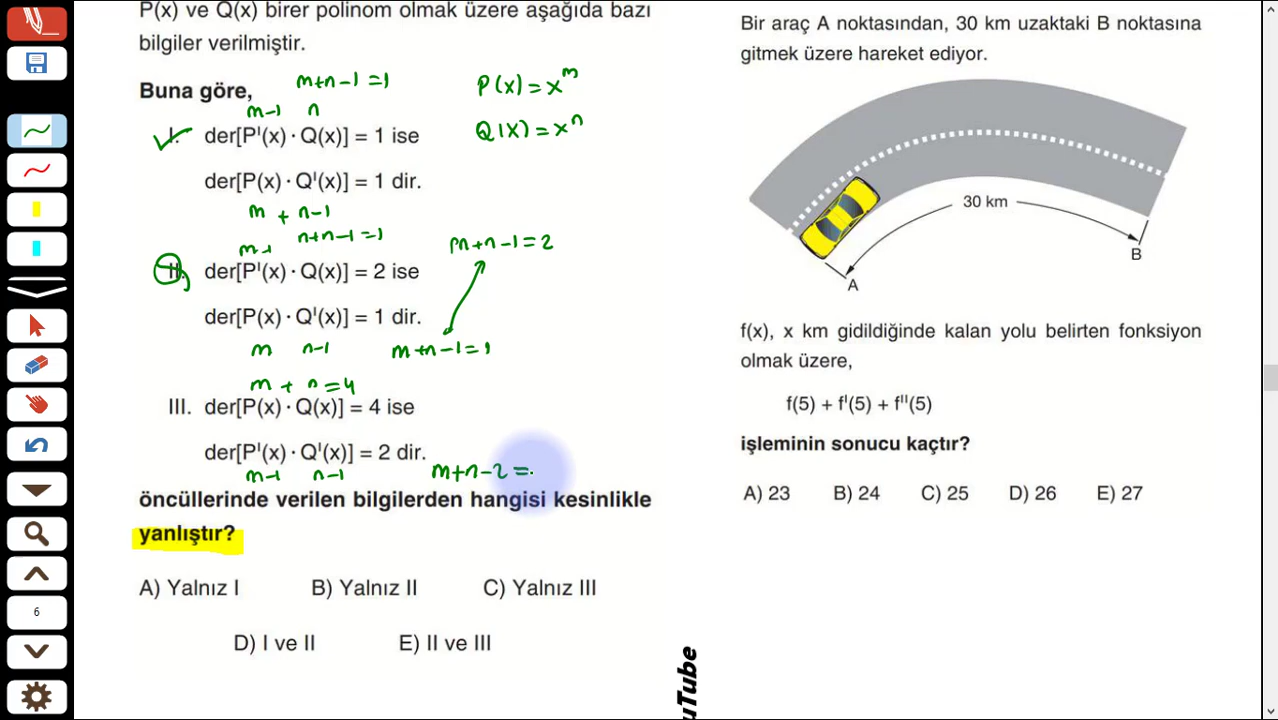 P(x) ve Q(x) birer polinom olmak üzere aşağıda bazı
bilgiler verilmiştir.
m+n-1=1
P(x)=x^m
Buna göre,
m-1 n
Q(x)=x^n
I. der[P'(x)·Q(x)] = 1 ise
der[P(x)·Q'(x)] = 1 dir.
m + n-1
m+n-1=1
m-1
m+n-1=2
II. der[P'(x)·Q(x)] = 2 ise
der[P(x)·Q'(x)] = 1 dir.
m n-1 m+n-1=1
m + n=4
III. der[P(x)·Q(x)] = 4 ise
der[P'(x)·Q'(x)] = 2 dir.
m-1 n-1 m+n-2=
öncüllerinde verilen bilgilerden hangisi kesinlikle
yanlıştır?
A) Yalnız I B) Yalnız II C) Yalnız III
D) I ve II E) II ve III
6
Bir araç A noktasından, 30 km uzaktaki B noktasına
gitmek üzere hareket ediyor.
30 km
B
A
f(x), x km gidildiğinde kalan yolu belirten fonksiyon
olmak üzere,
f(5) + f'(5) + f''(5)
işleminin sonucu kaçtır?
A) 23 B) 24 C) 25 D) 26 E) 27